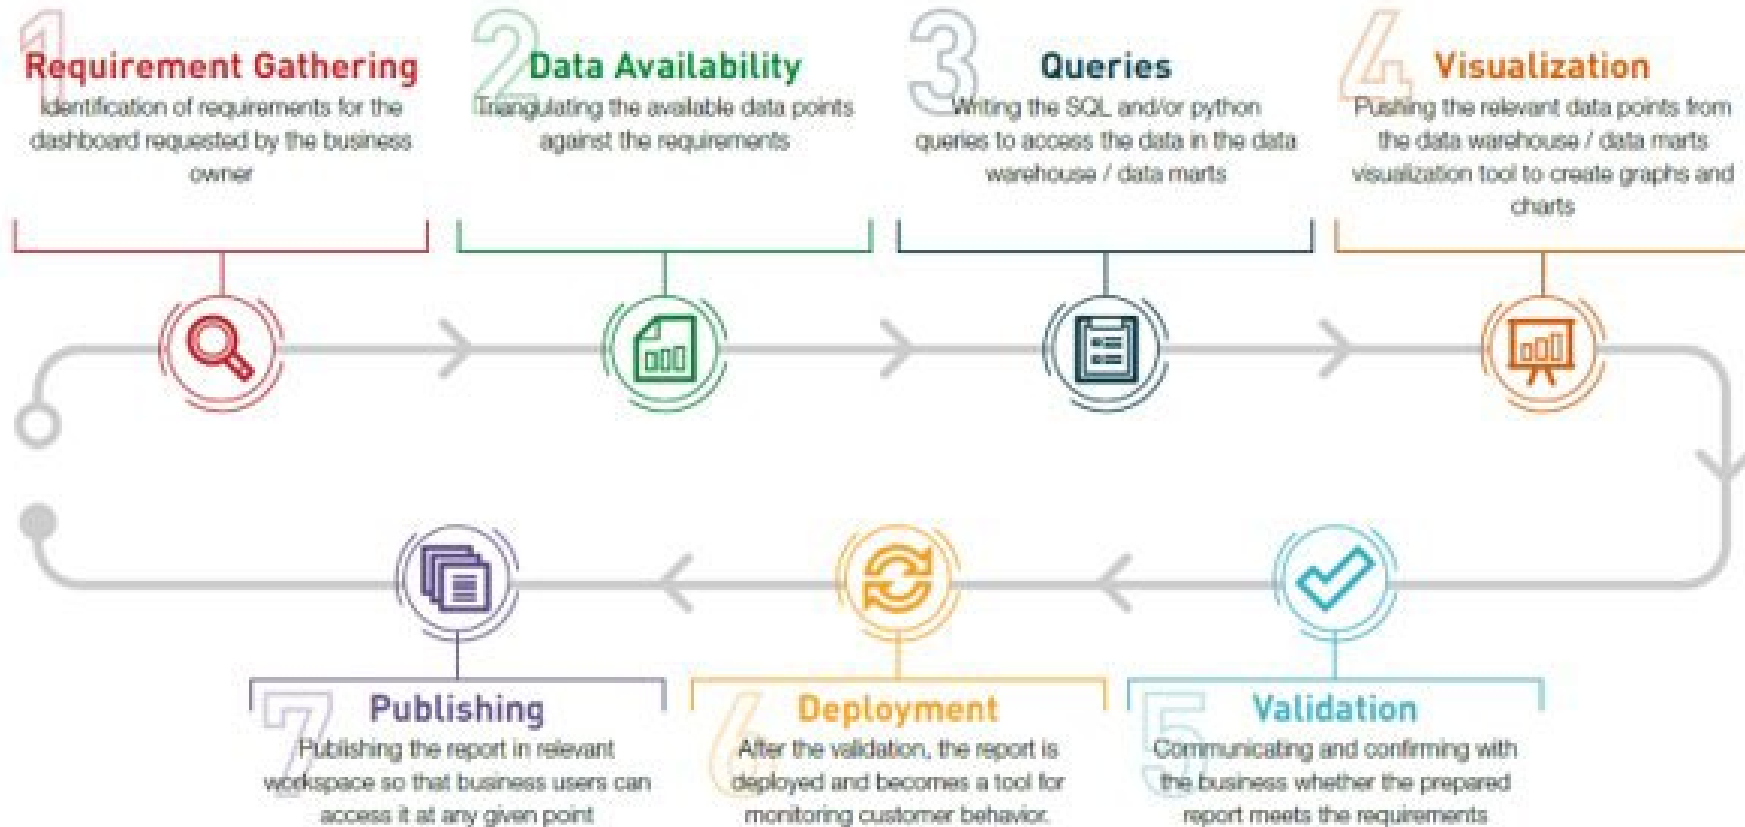 1
Requirement Gathering
Identification of requirements for the
dashboard requested by the business
owner
2
Data Availability
Triangulating the available data points
against the requirements
3
Queries
Writing the SQL and/or python
queries to access the data in the data
warehouse / data marts
4
Visualization
Pushing the relevant data points from
the data warehouse / data marts
visualization tool to create graphs and
charts
5
Validation
Communicating and confirming with
the business whether the prepared
report meets the requirements
6
Deployment
After the validation, the report is
deployed and becomes a tool for
monitoring customer behavior.
7
Publishing
Publishing the report in relevant
workspace so that business users can
access it at any given point